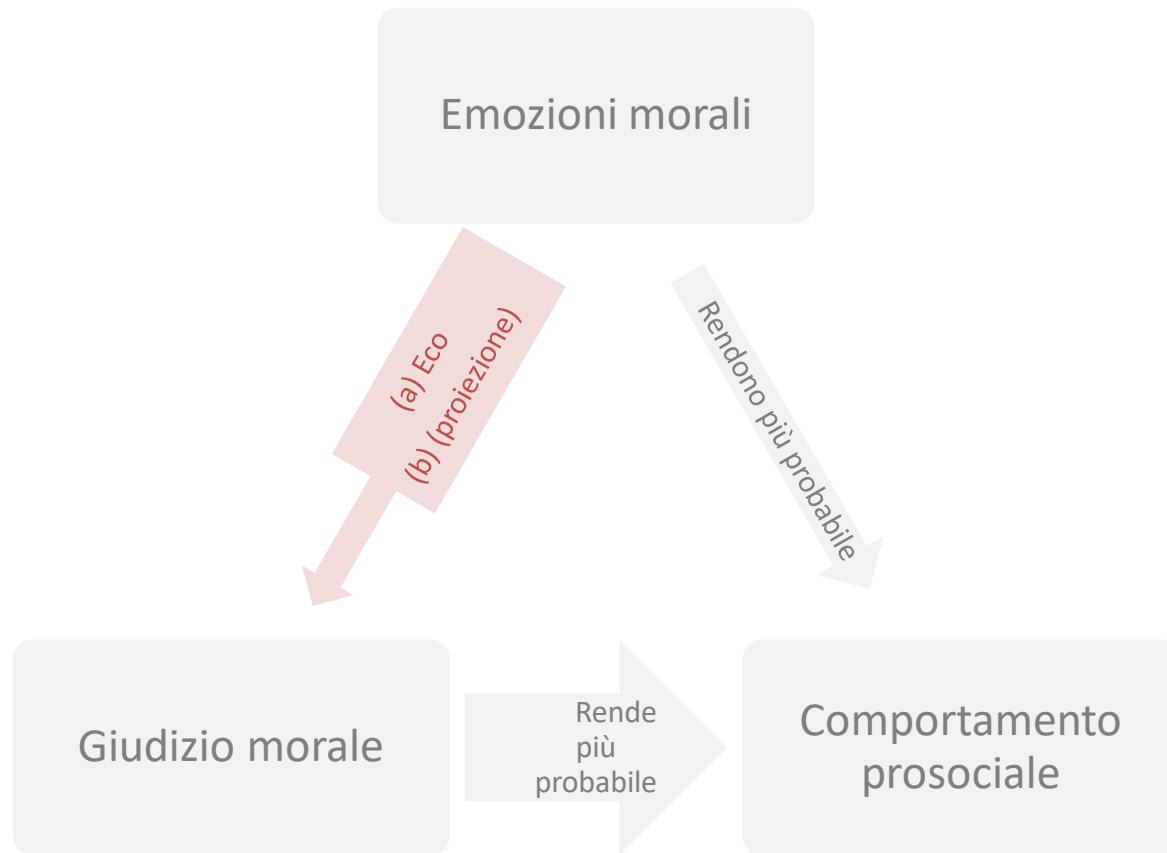 Emozioni morali
(a) Eco
(b) (proiezione)
Rendono più probabile
Giudizio morale
Rende
più
probabile
Comportamento
prosociale